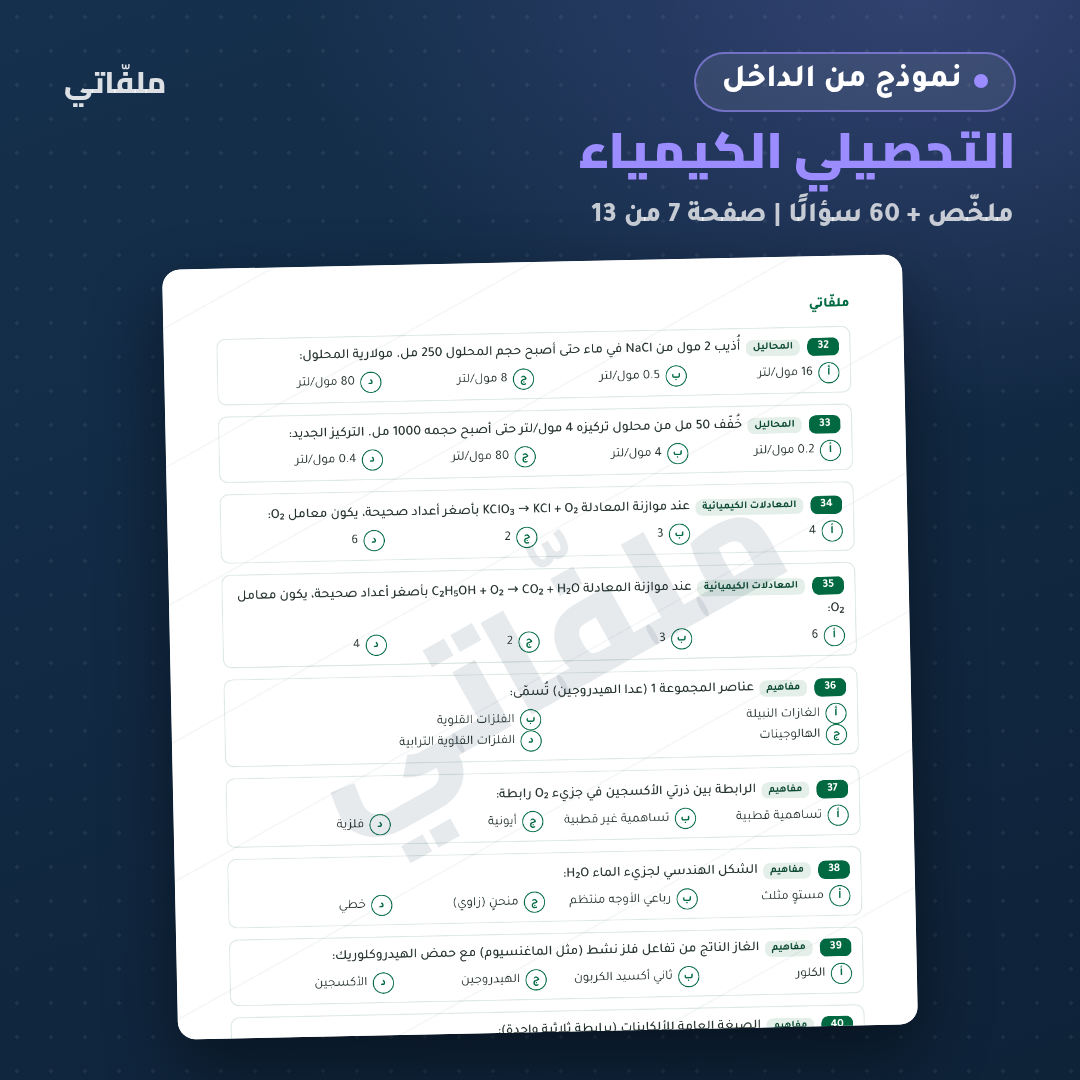 ملفّاتي
نموذج من الداخل
التحصيلي الكيمياء
ملخّص + 60 سؤالًا | صفحة 7 من 13
ملفّاتي
32 المحاليل أُذيب 2 مول من NaCl في ماء حتى أصبح حجم المحلول 250 مل. مولارية المحلول:
أ 16 مول/لتر ب 0.5 مول/لتر ج 8 مول/لتر د 80 مول/لتر
33 المحاليل خُفّف 50 مل من محلول تركيزه 4 مول/لتر حتى أصبح حجمه 1000 مل. التركيز الجديد:
أ 0.2 مول/لتر ب 4 مول/لتر ج 80 مول/لتر د 0.4 مول/لتر
34 المعادلات الكيميائية عند موازنة المعادلة KClO₃ → KCl + O₂ بأصغر أعداد صحيحة، يكون معامل O₂:
أ 4 ب 3 ج 2 د 6
35 المعادلات الكيميائية عند موازنة المعادلة C₂H₅OH + O₂ → CO₂ + H₂O بأصغر أعداد صحيحة، يكون معامل
O₂:
أ 6 ب 3 ج 2 د 4
36 مفاهيم عناصر المجموعة 1 (عدا الهيدروجين) تُسمّى:
أ الغازات النبيلة ب الفلزات القلوية
ج الهالوجينات د الفلزات القلوية الترابية
37 مفاهيم الرابطة بين ذرتي الأكسجين في جزيء O₂ رابطة:
أ تساهمية قطبية ب تساهمية غير قطبية ج أيونية د فلزية
38 مفاهيم الشكل الهندسي لجزيء الماء H₂O:
أ مستوٍ مثلث ب رباعي الأوجه منتظم ج منحنٍ (زاوي) د خطي
39 مفاهيم الغاز الناتج من تفاعل فلز نشط (مثل الماغنسيوم) مع حمض الهيدروكلوريك:
أ الكلور ب ثاني أكسيد الكربون ج الهيدروجين د الأكسجين
40 مفاهيم الصيغة العامة للألكاينات (برابطة ثلاثية واحدة):
ملفّاتي